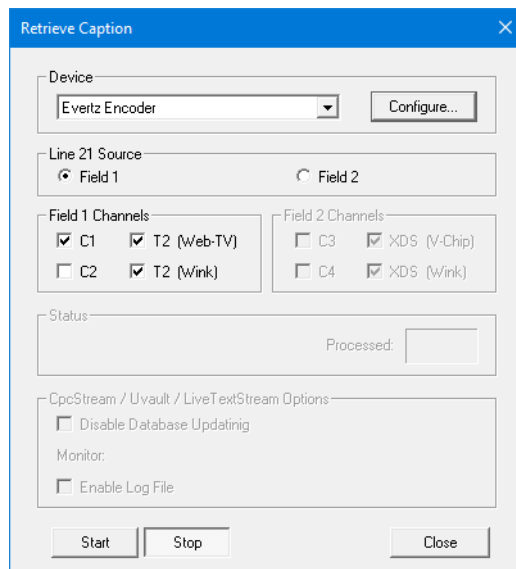 Retrieve Caption
Device
Evertz Encoder
Configure...
Line 21 Source
Field 1 Field 2
Field 1 Channels Field 2 Channels
C1 T2 (Web-TV) C3 XDS (V-Chip)
C2 T2 (Wink) C4 XDS (Wink)
Status
Processed:
CpcStream / Uvault / LiveTextStream Options
Disable Database Updatinig
Monitor:
Enable Log File
Start Stop Close